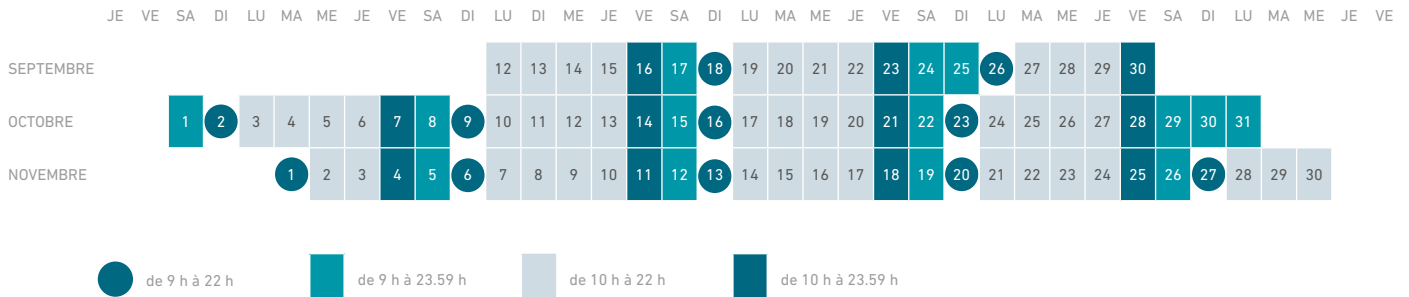 JE VE SA DI LU MA ME JE VE SA DI LU DI ME JE VE SA DI LU MA ME JE VE SA DI LU MA ME JE VE SA DI LU MA ME JE VE
SEPTEMBRE 12 13 14 15 16 17 18 19 20 21 22 23 24 25 26 27 28 29 30
OCTOBRE 1 2 3 4 5 6 7 8 9 10 11 12 13 14 15 16 17 18 19 20 21 22 23 24 25 26 27 28 29 30 31
NOVEMBRE 1 2 3 4 5 6 7 8 9 10 11 12 13 14 15 16 17 18 19 20 21 22 23 24 25 26 27 28 29 30
de 9 h à 22 h de 9 h à 23.59 h de 10 h à 22 h de 10 h à 23.59 h